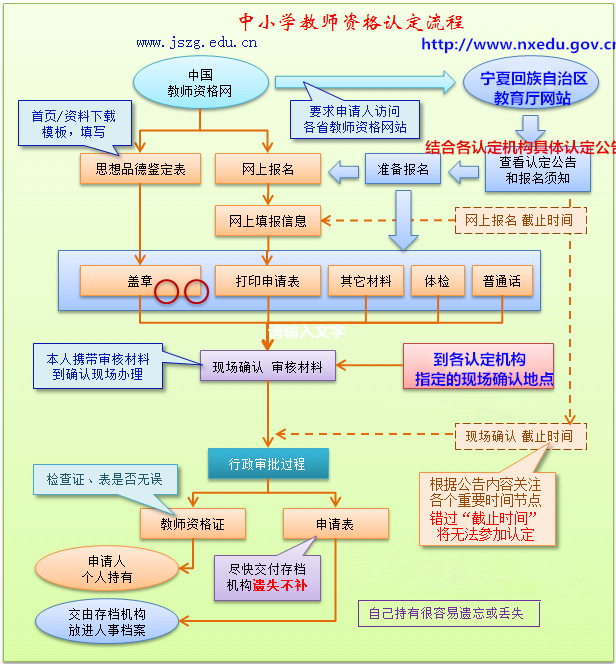 中小学教师资格认定流程
www.jszg.edu.cn
http://www.nxedu.gov.cn
中国
教师资格网
宁夏回族自治区
教育厅网站
首页/资料下载
模板，填写
要求申请人访问
各省教师资格网站
结合各认定机构具体认定公告
思想品德鉴定表
网上报名
准备报名
查看认定公告
和报名须知
网上填报信息
网上报名 截止时间
盖章
打印申请表
其它材料
体检
普通话
请输入文字
本人携带审核材料
到确认现场办理
现场确认 审核材料
到各认定机构
指定的现场确认地点
现场确认 截止时间
行政审批过程
检查证、表是否无误
根据公告内容关注
各个重要时间节点
错过“截止时间”
将无法参加认定
教师资格证
申请表
申请人
个人持有
尽快交付存档
机构遗失不补
交由存档机构
放进人事档案
自己持有很容易遗忘或丢失